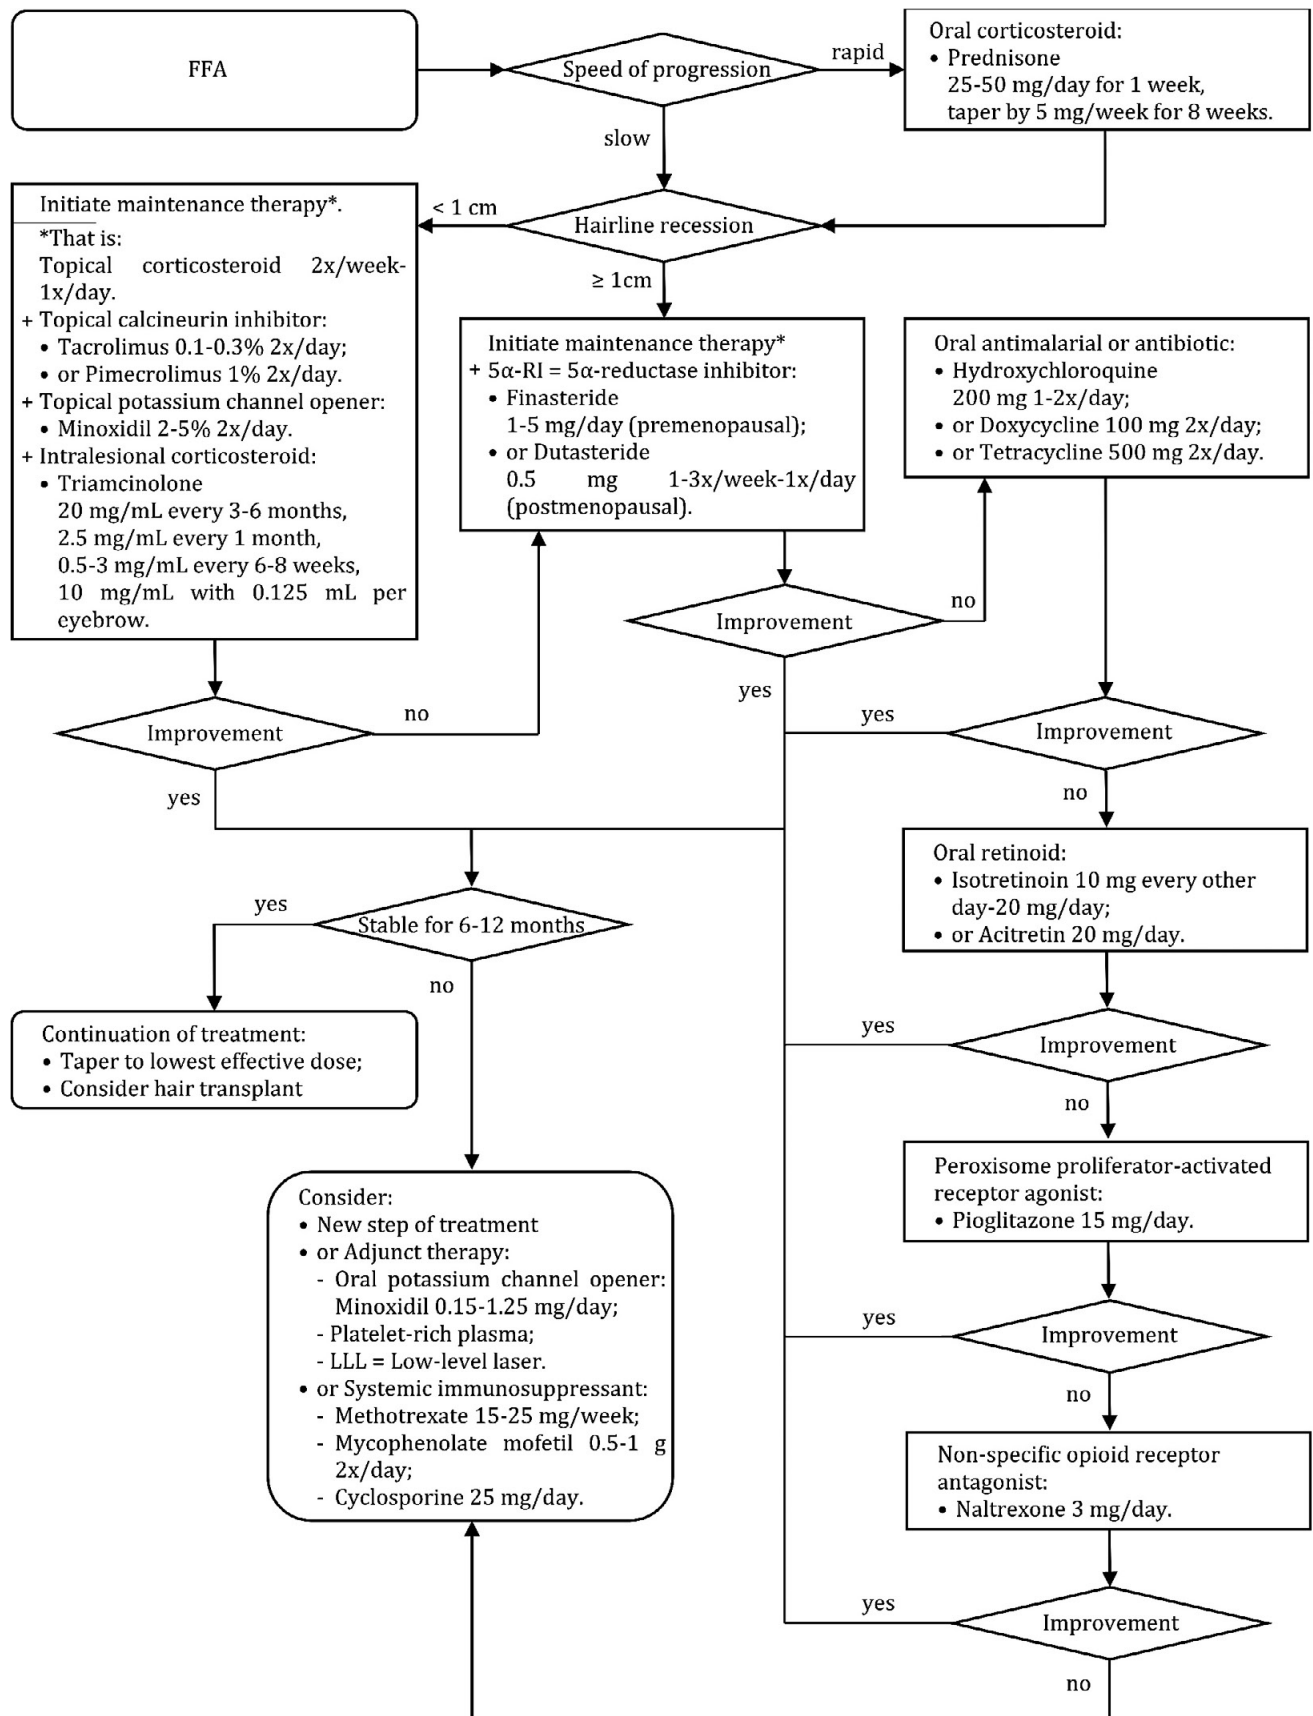 FFA
Speed of progression
rapid
Oral corticosteroid:
• Prednisone
25-50 mg/day for 1 week,
taper by 5 mg/week for 8 weeks.
slow
Initiate maintenance therapy*.
*That is:
Topical corticosteroid 2x/week-
1x/day.
+ Topical calcineurin inhibitor:
• Tacrolimus 0.1-0.3% 2x/day;
• or Pimecrolimus 1% 2x/day.
+ Topical potassium channel opener:
• Minoxidil 2-5% 2x/day.
+ Intralesional corticosteroid:
• Triamcinolone
20 mg/mL every 3-6 months,
2.5 mg/mL every 1 month,
0.5-3 mg/mL every 6-8 weeks,
10 mg/mL with 0.125 mL per
eyebrow.
< 1 cm
Hairline recession
≥ 1cm
Initiate maintenance therapy*
+ 5α-RI = 5α-reductase inhibitor:
• Finasteride
1-5 mg/day (premenopausal);
• or Dutasteride
0.5 mg 1-3x/week-1x/day
(postmenopausal).
Oral antimalarial or antibiotic:
• Hydroxychloroquine
200 mg 1-2x/day;
• or Doxycycline 100 mg 2x/day;
• or Tetracycline 500 mg 2x/day.
Improvement
no
yes
Improvement
no
yes
yes
Improvement
no
Oral retinoid:
• Isotretinoin 10 mg every other
day-20 mg/day;
• or Acitretin 20 mg/day.
yes
Stable for 6-12 months
no
Continuation of treatment:
• Taper to lowest effective dose;
• Consider hair transplant
yes
Improvement
no
Peroxisome proliferator-activated
receptor agonist:
• Pioglitazone 15 mg/day.
Consider:
• New step of treatment
• or Adjunct therapy:
- Oral potassium channel opener:
Minoxidil 0.15-1.25 mg/day;
- Platelet-rich plasma;
- LLL = Low-level laser.
• or Systemic immunosuppressant:
- Methotrexate 15-25 mg/week;
- Mycophenolate mofetil 0.5-1 g
2x/day;
- Cyclosporine 25 mg/day.
yes
Improvement
no
Non-specific opioid receptor
antagonist:
• Naltrexone 3 mg/day.
yes
Improvement
no